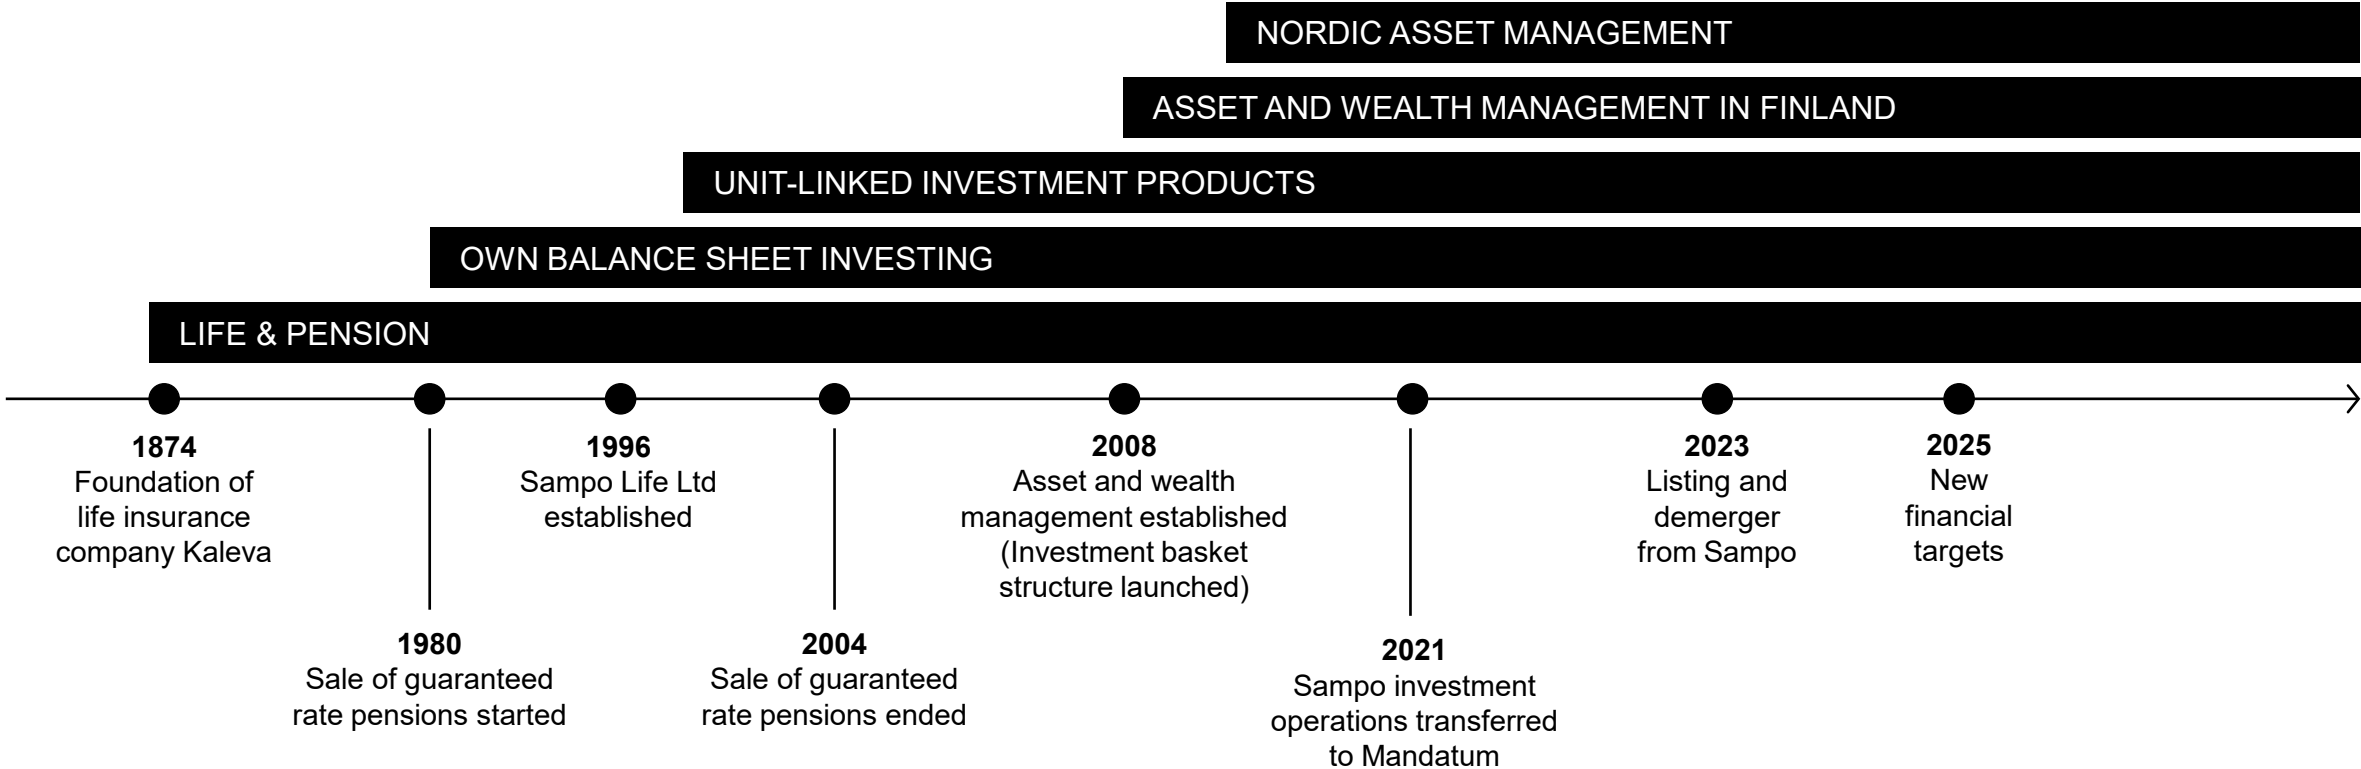 NORDIC ASSET MANAGEMENT
ASSET AND WEALTH MANAGEMENT IN FINLAND
UNIT-LINKED INVESTMENT PRODUCTS
OWN BALANCE SHEET INVESTING
LIFE & PENSION
1874
Foundation of
life insurance
company Kaleva
1980
Sale of guaranteed
rate pensions started
1996
Sampo Life Ltd
established
2004
Sale of guaranteed
rate pensions ended
2008
Asset and wealth
management established
(Investment basket
structure launched)
2021
Sampo investment
operations transferred
to Mandatum
2023
Listing and
demerger
from Sampo
2025
New
financial
targets